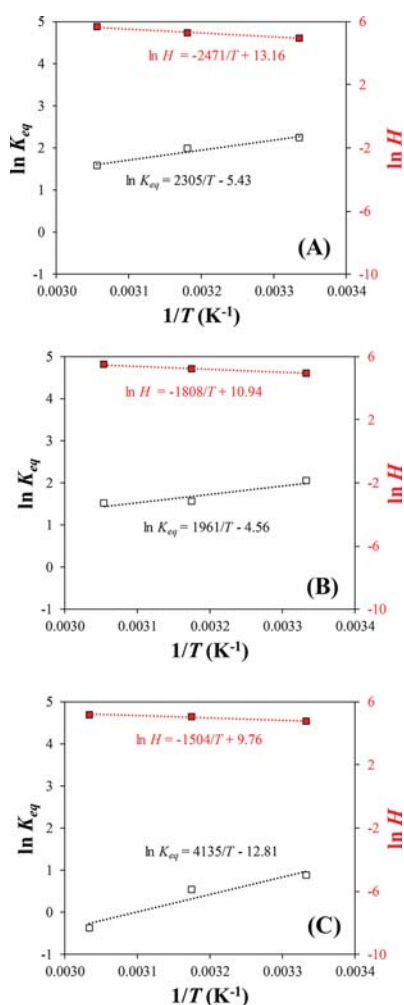 5
6
4
ln H = -2471/T + 13.16
2
3
ln Keq
2
-2
ln H
1
ln Keq = 2305/T - 5.43
0
-6
(A)
-1
-10
0.0030 0.0031 0.0032 0.0033 0.0034
1/T (K-1)
5
6
4
ln H = -1808/T + 10.94
2
3
ln Keq
2
-2
ln H
1
ln Keq = 1961/T - 4.56
0
-6
(B)
-1
-10
0.0030 0.0031 0.0032 0.0033 0.0034
1/T (K-1)
5
6
4
ln H = -1504/T + 9.76
2
3
ln Keq
2
-2
ln H
1
ln Keq = 4135/T - 12.81
0
-6
(C)
-1
-10
0.0030 0.0031 0.0032 0.0033 0.0034
1/T (K-1)